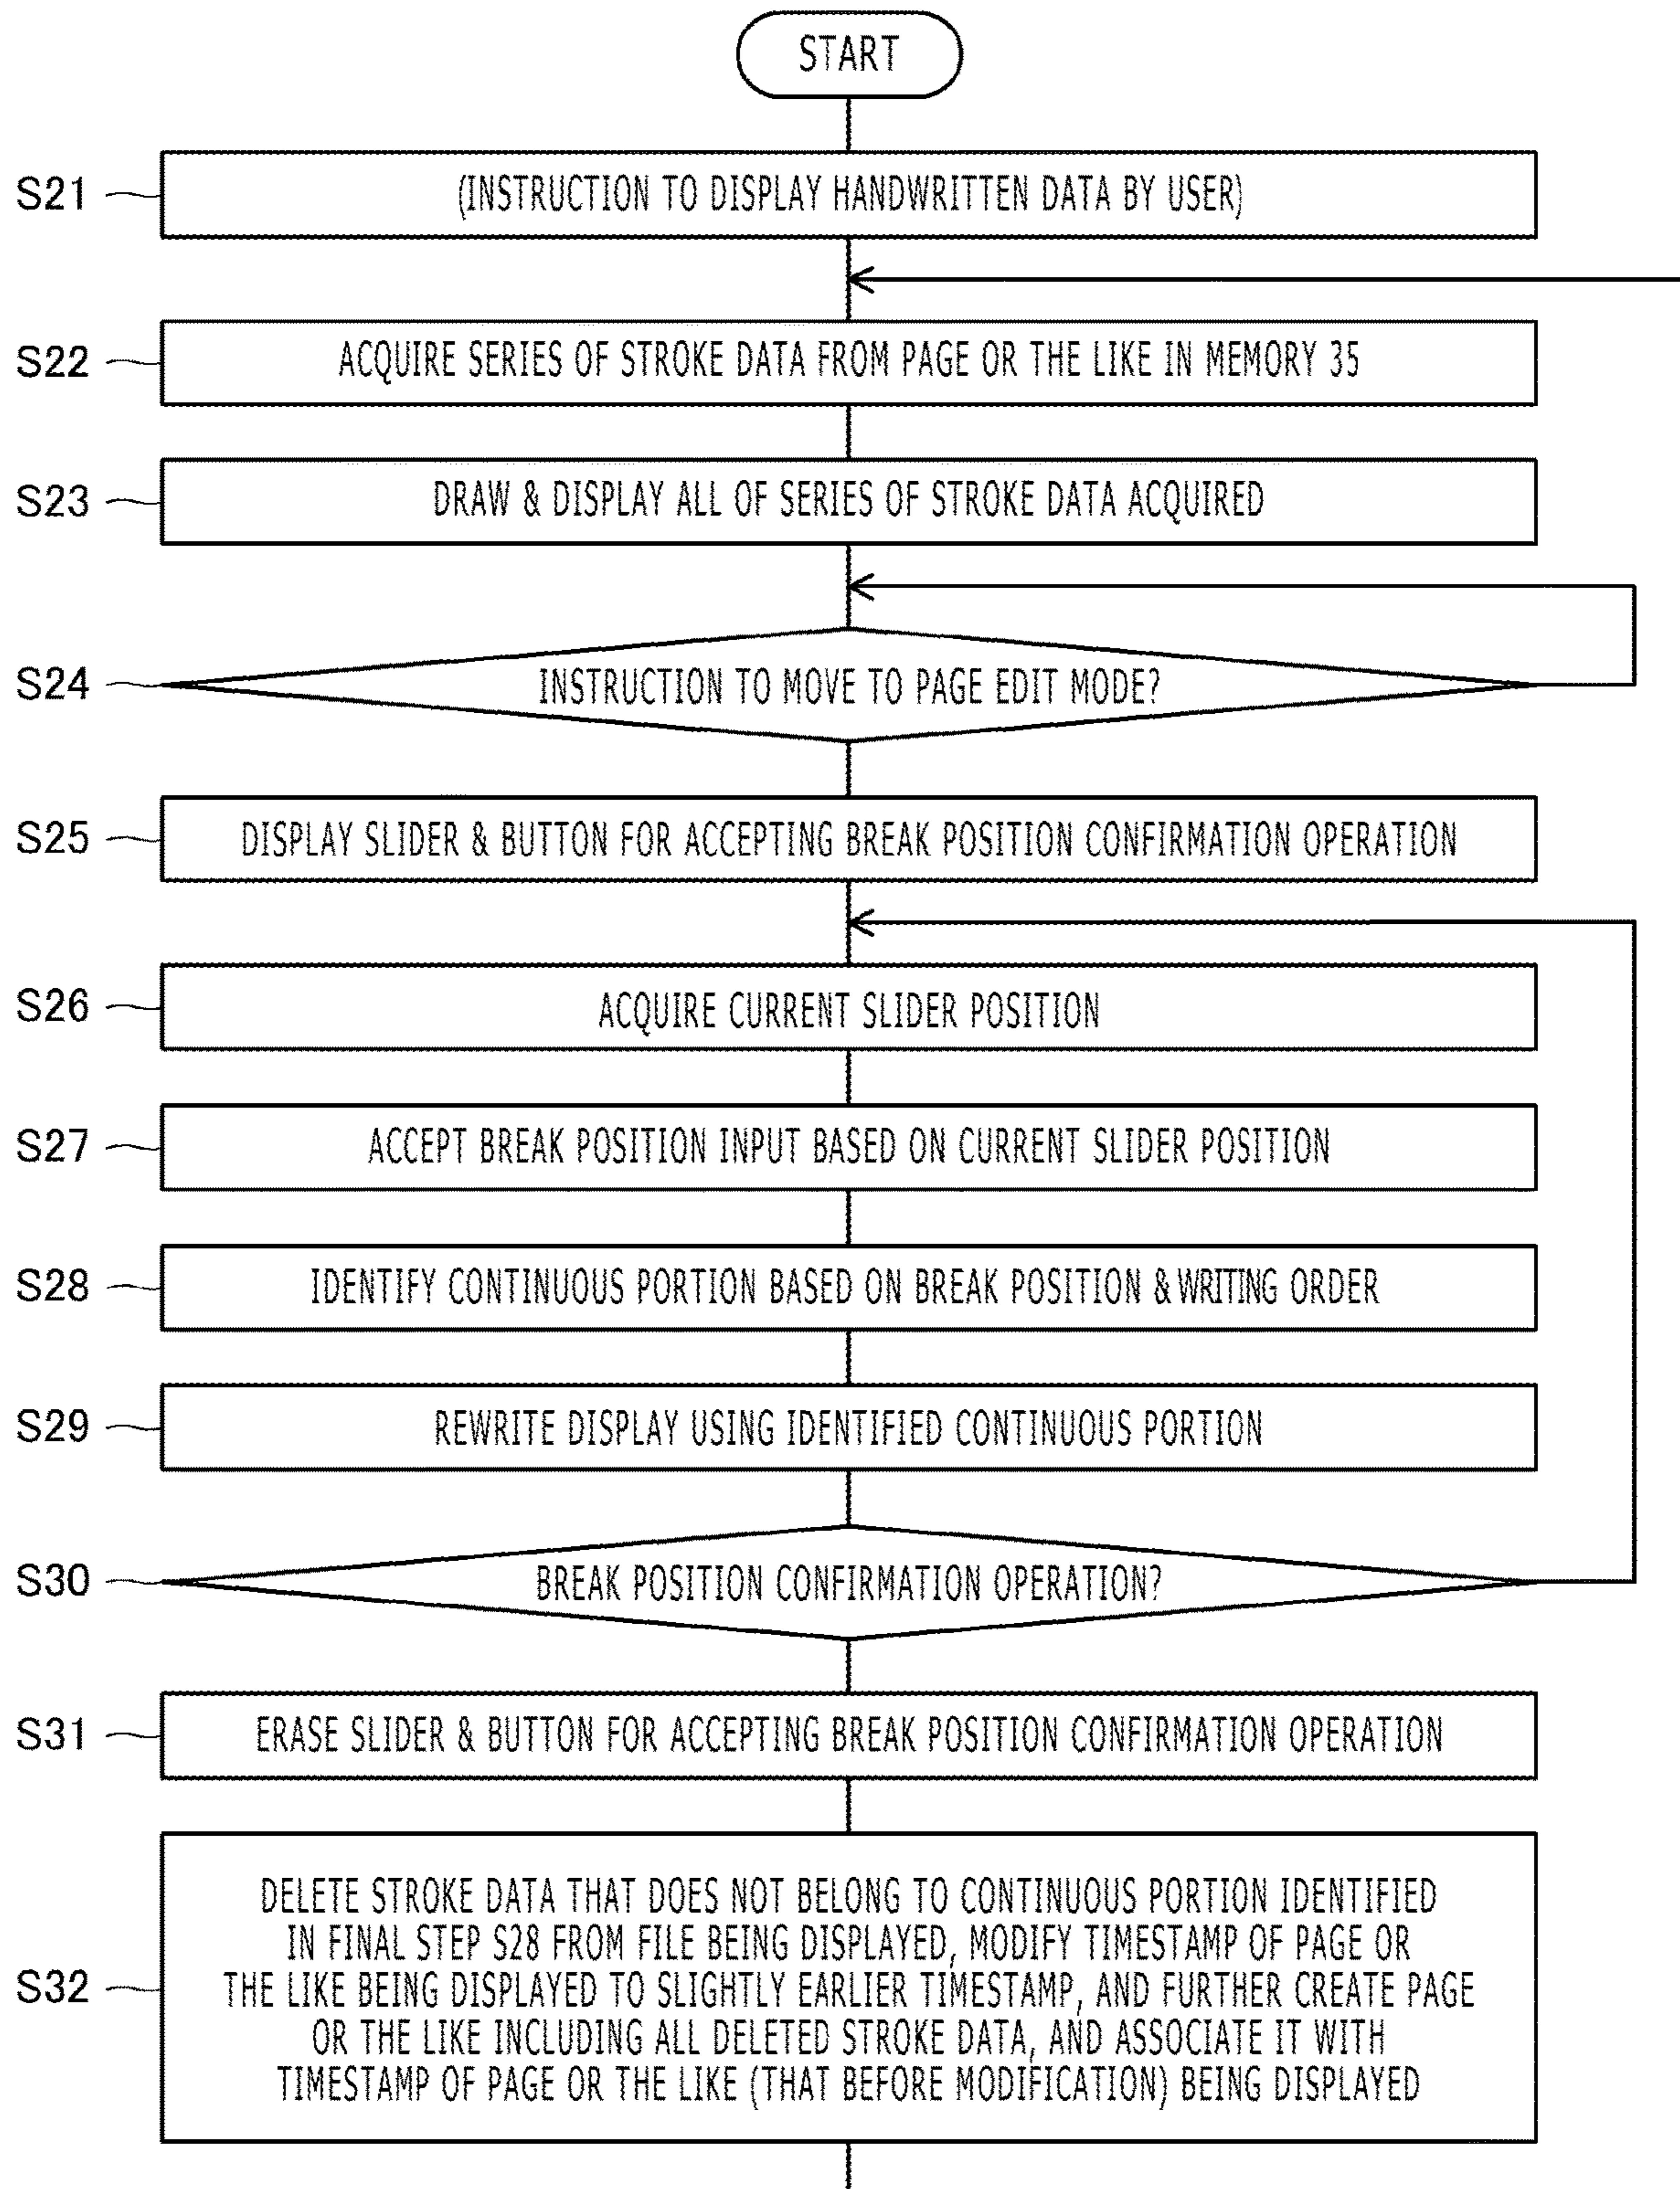 START
S21
(INSTRUCTION TO DISPLAY HANDWRITTEN DATA BY USER)
S22
ACQUIRE SERIES OF STROKE DATA FROM PAGE OR THE LIKE IN MEMORY 35
S23
DRAW & DISPLAY ALL OF SERIES OF STROKE DATA ACQUIRED
S24
INSTRUCTION TO MOVE TO PAGE EDIT MODE?
S25
DISPLAY SLIDER & BUTTON FOR ACCEPTING BREAK POSITION CONFIRMATION OPERATION
S26
ACQUIRE CURRENT SLIDER POSITION
S27
ACCEPT BREAK POSITION INPUT BASED ON CURRENT SLIDER POSITION
S28
IDENTIFY CONTINUOUS PORTION BASED ON BREAK POSITION & WRITING ORDER
S29
REWRITE DISPLAY USING IDENTIFIED CONTINUOUS PORTION
S30
BREAK POSITION CONFIRMATION OPERATION?
S31
ERASE SLIDER & BUTTON FOR ACCEPTING BREAK POSITION CONFIRMATION OPERATION
S32
DELETE STROKE DATA THAT DOES NOT BELONG TO CONTINUOUS PORTION IDENTIFIED
IN FINAL STEP S28 FROM FILE BEING DISPLAYED, MODIFY TIMESTAMP OF PAGE OR
THE LIKE BEING DISPLAYED TO SLIGHTLY EARLIER TIMESTAMP, AND FURTHER CREATE PAGE
OR THE LIKE INCLUDING ALL DELETED STROKE DATA, AND ASSOCIATE IT WITH
TIMESTAMP OF PAGE OR THE LIKE (THAT BEFORE MODIFICATION) BEING DISPLAYED